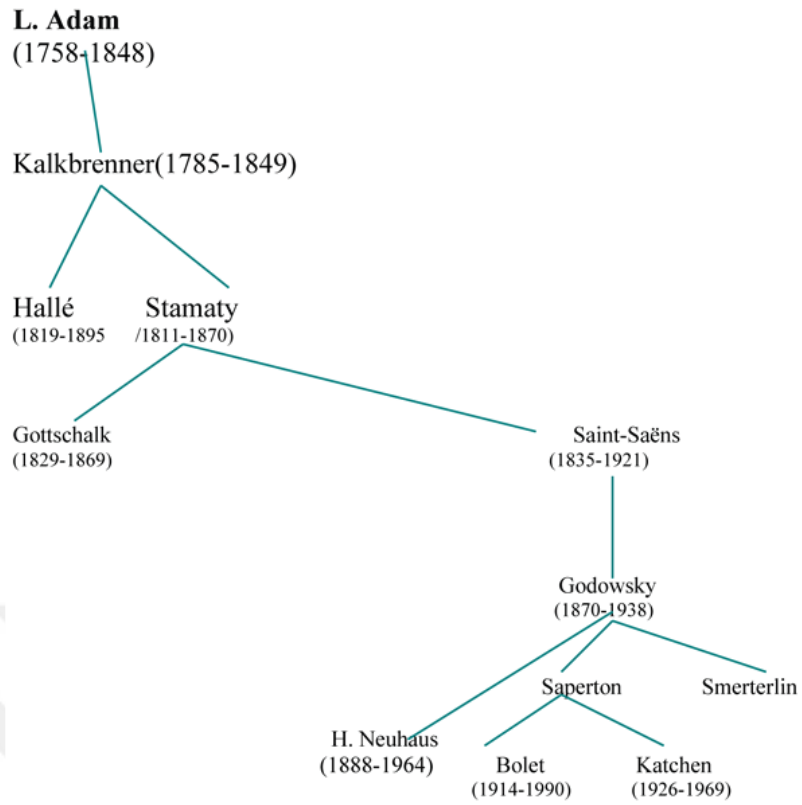 L. Adam
(1758-1848)
Kalkbrenner(1785-1849)
Hallé Stamaty
(1819-1895 /1811-1870)
Gottschalk Saint-Saëns
(1829-1869) (1835-1921)
Godowsky
(1870-1938)
Saperton Smerterlin
H. Neuhaus
(1888-1964) Bolet Katchen
(1914-1990) (1926-1969)